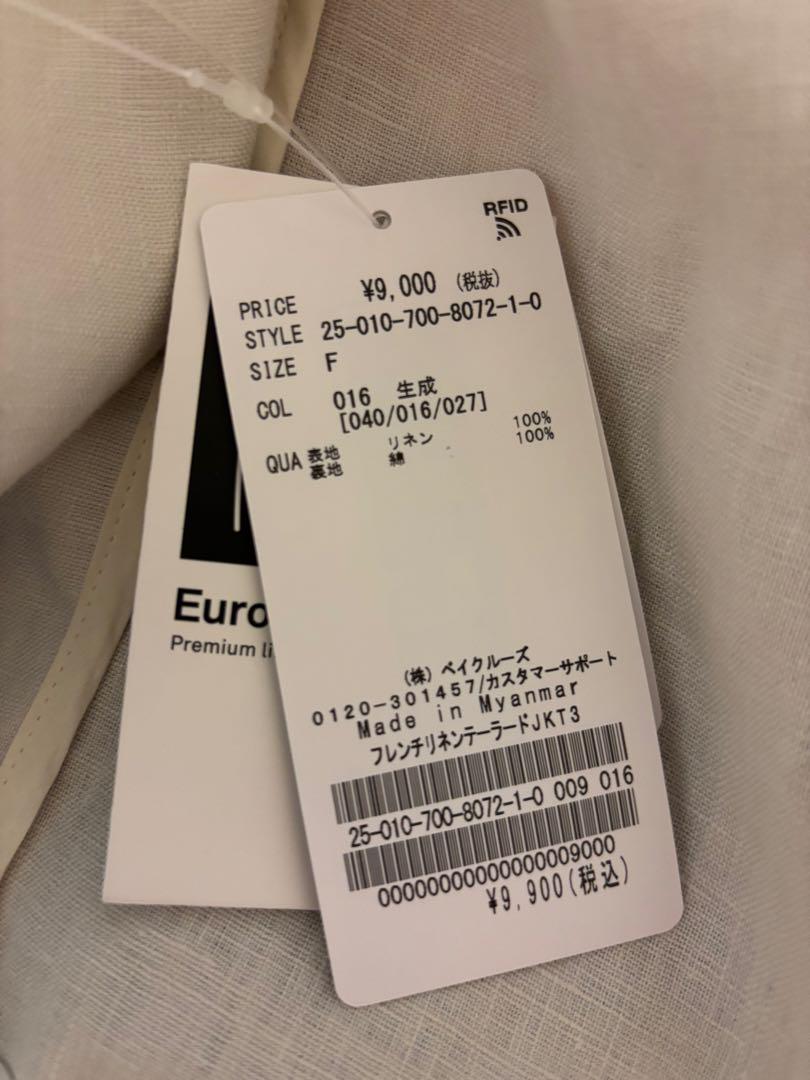 RFID
PRICE ¥9,000 (税抜)
STYLE 25-010-700-8072-1-0
SIZE F
COL 016 生成
[040/016/027]
QUA 表地 リネン 100%
裏地 綿 100%
(株) ベイクルーズ
0120-301457/カスタマーサポート
Made in Myanmar
フレンチリネンテーラードJKT3
25-010-700-8072-1-0 009 016
0000000000000000009000
¥9,900(税込)
Euro
Premium li